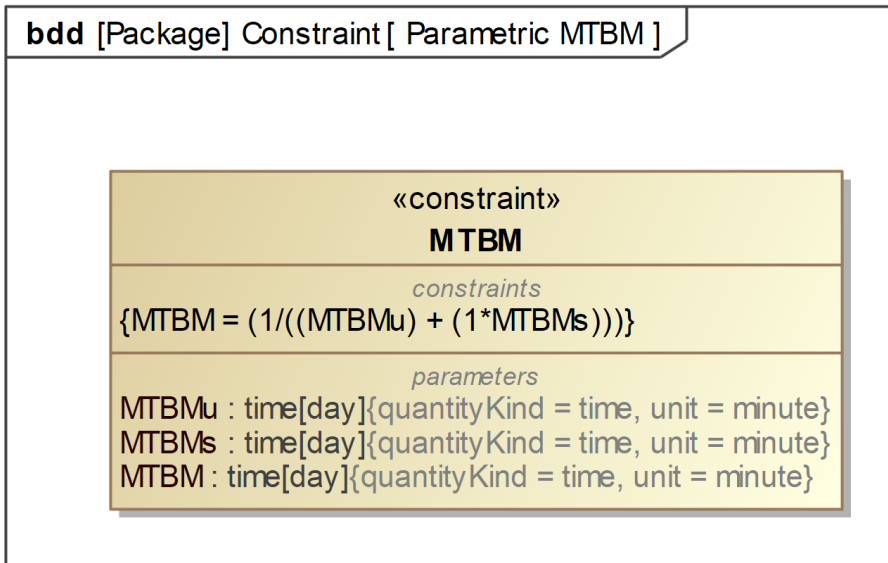 bdd [Package] Constraint [ Parametric MTBM ]
«constraint»
MTBM
constraints
{MTBM = (1/((MTBMu) + (1*MTBMs)))}
parameters
MTBMu : time[day]{quantityKind = time, unit = minute}
MTBMs : time[day]{quantityKind = time, unit = minute}
MTBM : time[day]{quantityKind = time, unit = minute}